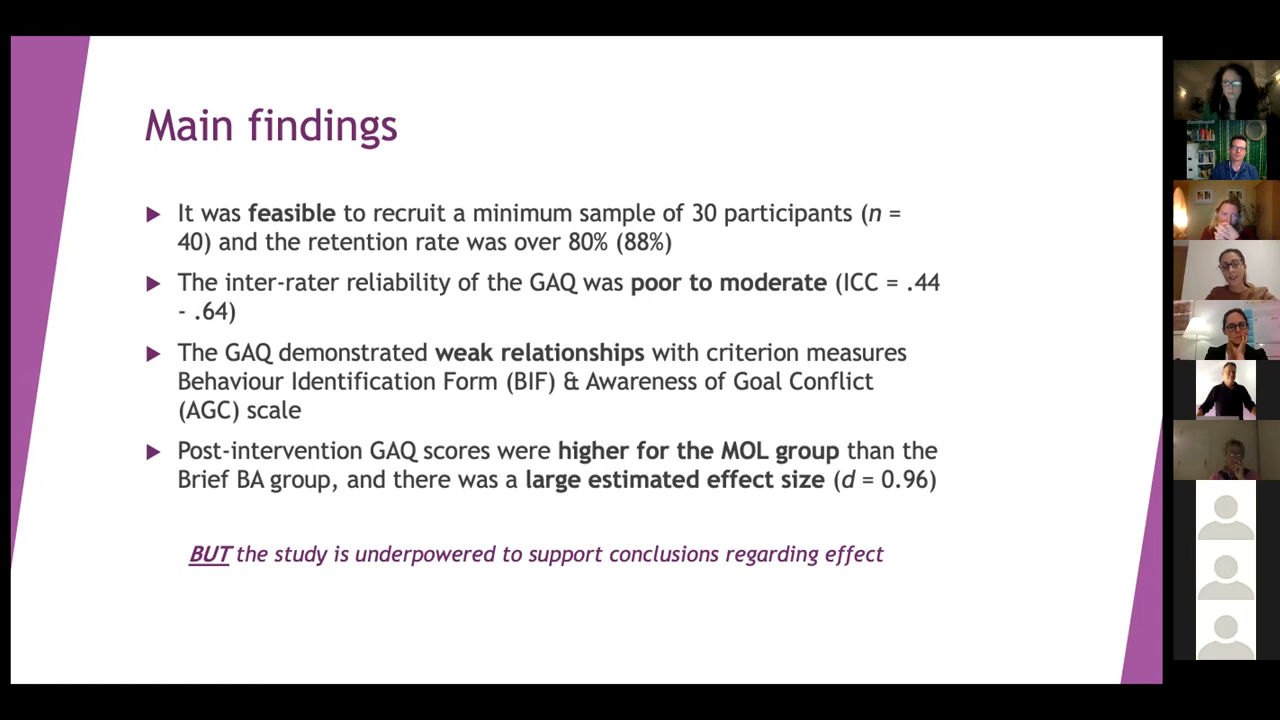 Main findings
It was feasible to recruit a minimum sample of 30 participants (n =
40) and the retention rate was over 80% (88%)
The inter-rater reliability of the GAQ was poor to moderate (ICC = .44
- .64)
The GAQ demonstrated weak relationships with criterion measures
Behaviour Identification Form (BIF) & Awareness of Goal Conflict
(AGC) scale
Post-intervention GAQ scores were higher for the MOL group than the
Brief BA group, and there was a large estimated effect size (d = 0.96)
BUT the study is underpowered to support conclusions regarding effect